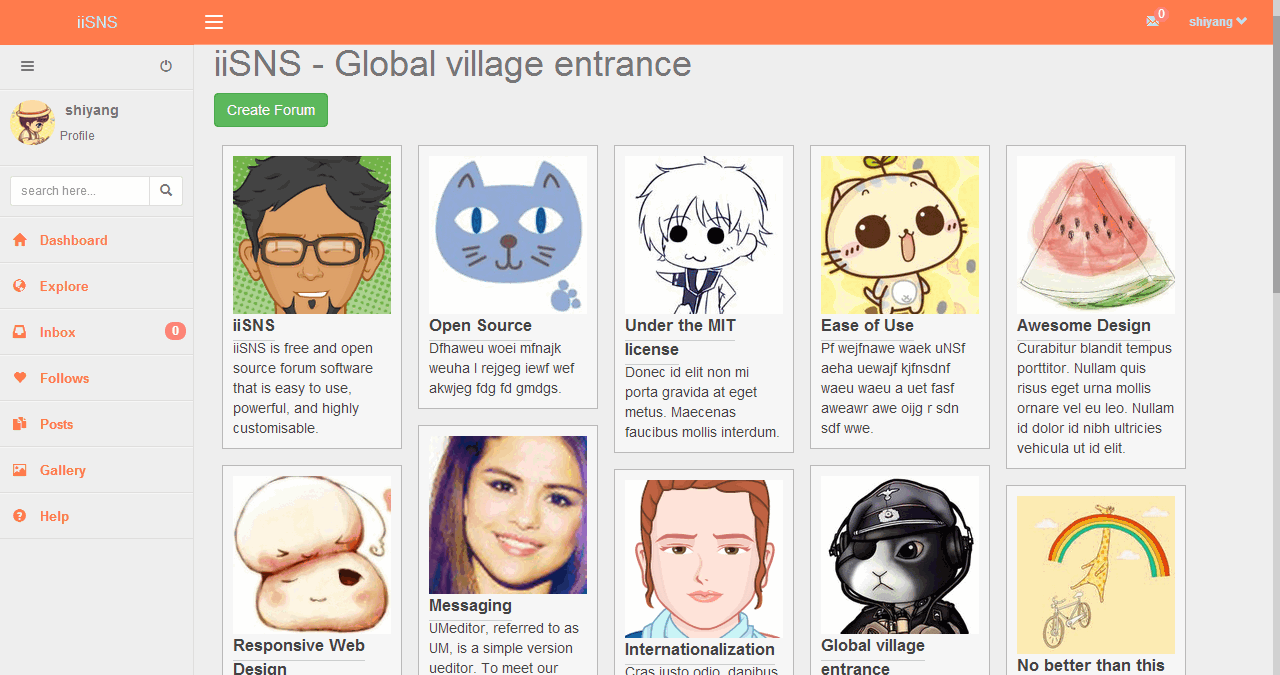 iiSNS
0
shiyang
iiSNS - Global village entrance
shiyang
Profile
Create Forum
search here...
Dashboard
Explore
Inbox
0
Follows
Posts
Gallery
Help
iiSNS
iiSNS is free and open
source forum software
that is easy to use,
powerful, and highly
customisable.
Open Source
Dfhaweu woei mfnajk
weuha I rejgeg iewf wef
akwjeg fdg fd gmdgs.
Under the MIT
license
Donec id elit non mi
porta gravida at eget
metus. Maecenas
faucibus mollis interdum.
Ease of Use
Pf wejfnawe waek uNSf
aeha uewajf kjfnsdnf
waeu waeu a uet fasf
aweawr awe oijg r sdn
sdf wwe.
Awesome Design
Curabitur blandit tempus
porttitor. Nullam quis
risus eget urna mollis
ornare vel eu leo. Nullam
id dolor id nibh ultricies
vehicula ut id elit.
Responsive Web
Design
Messaging
UMeditor, referred to as
UM, is a simple version
ueditor. To meet our
Internationalization
Cras justo odio, dapibus
Global village
entrance
No better than this